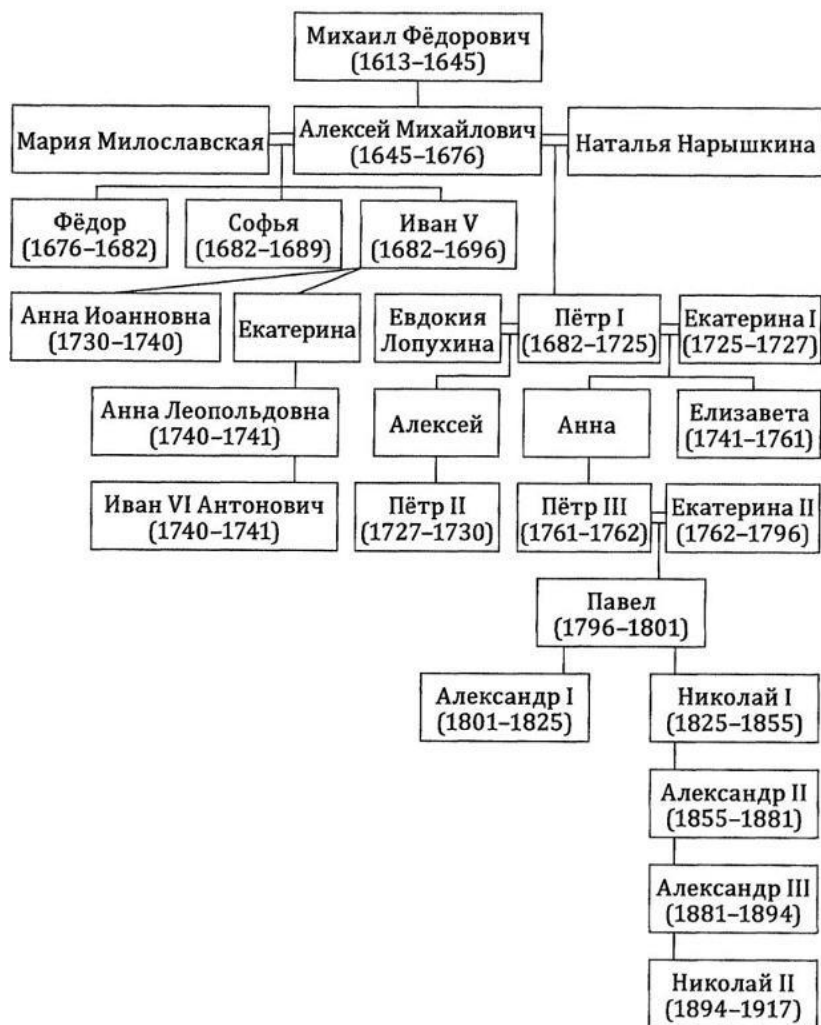 Михаил Фёдорович
(1613–1645)
Мария Милославская
Алексей Михайлович
(1645–1676)
Наталья Нарышкина
Фёдор
(1676–1682)
Софья
(1682–1689)
Иван V
(1682–1696)
Анна Иоанновна
(1730–1740)
Екатерина
Евдокия
Лопухина
Пётр I
(1682–1725)
Екатерина I
(1725–1727)
Анна Леопольдовна
(1740–1741)
Алексей
Анна
Елизавета
(1741–1761)
Иван VI Антонович
(1740–1741)
Пётр II
(1727–1730)
Пётр III
(1761–1762)
Екатерина II
(1762–1796)
Павел
(1796–1801)
Александр I
(1801–1825)
Николай I
(1825–1855)
Александр II
(1855–1881)
Александр III
(1881–1894)
Николай II
(1894–1917)